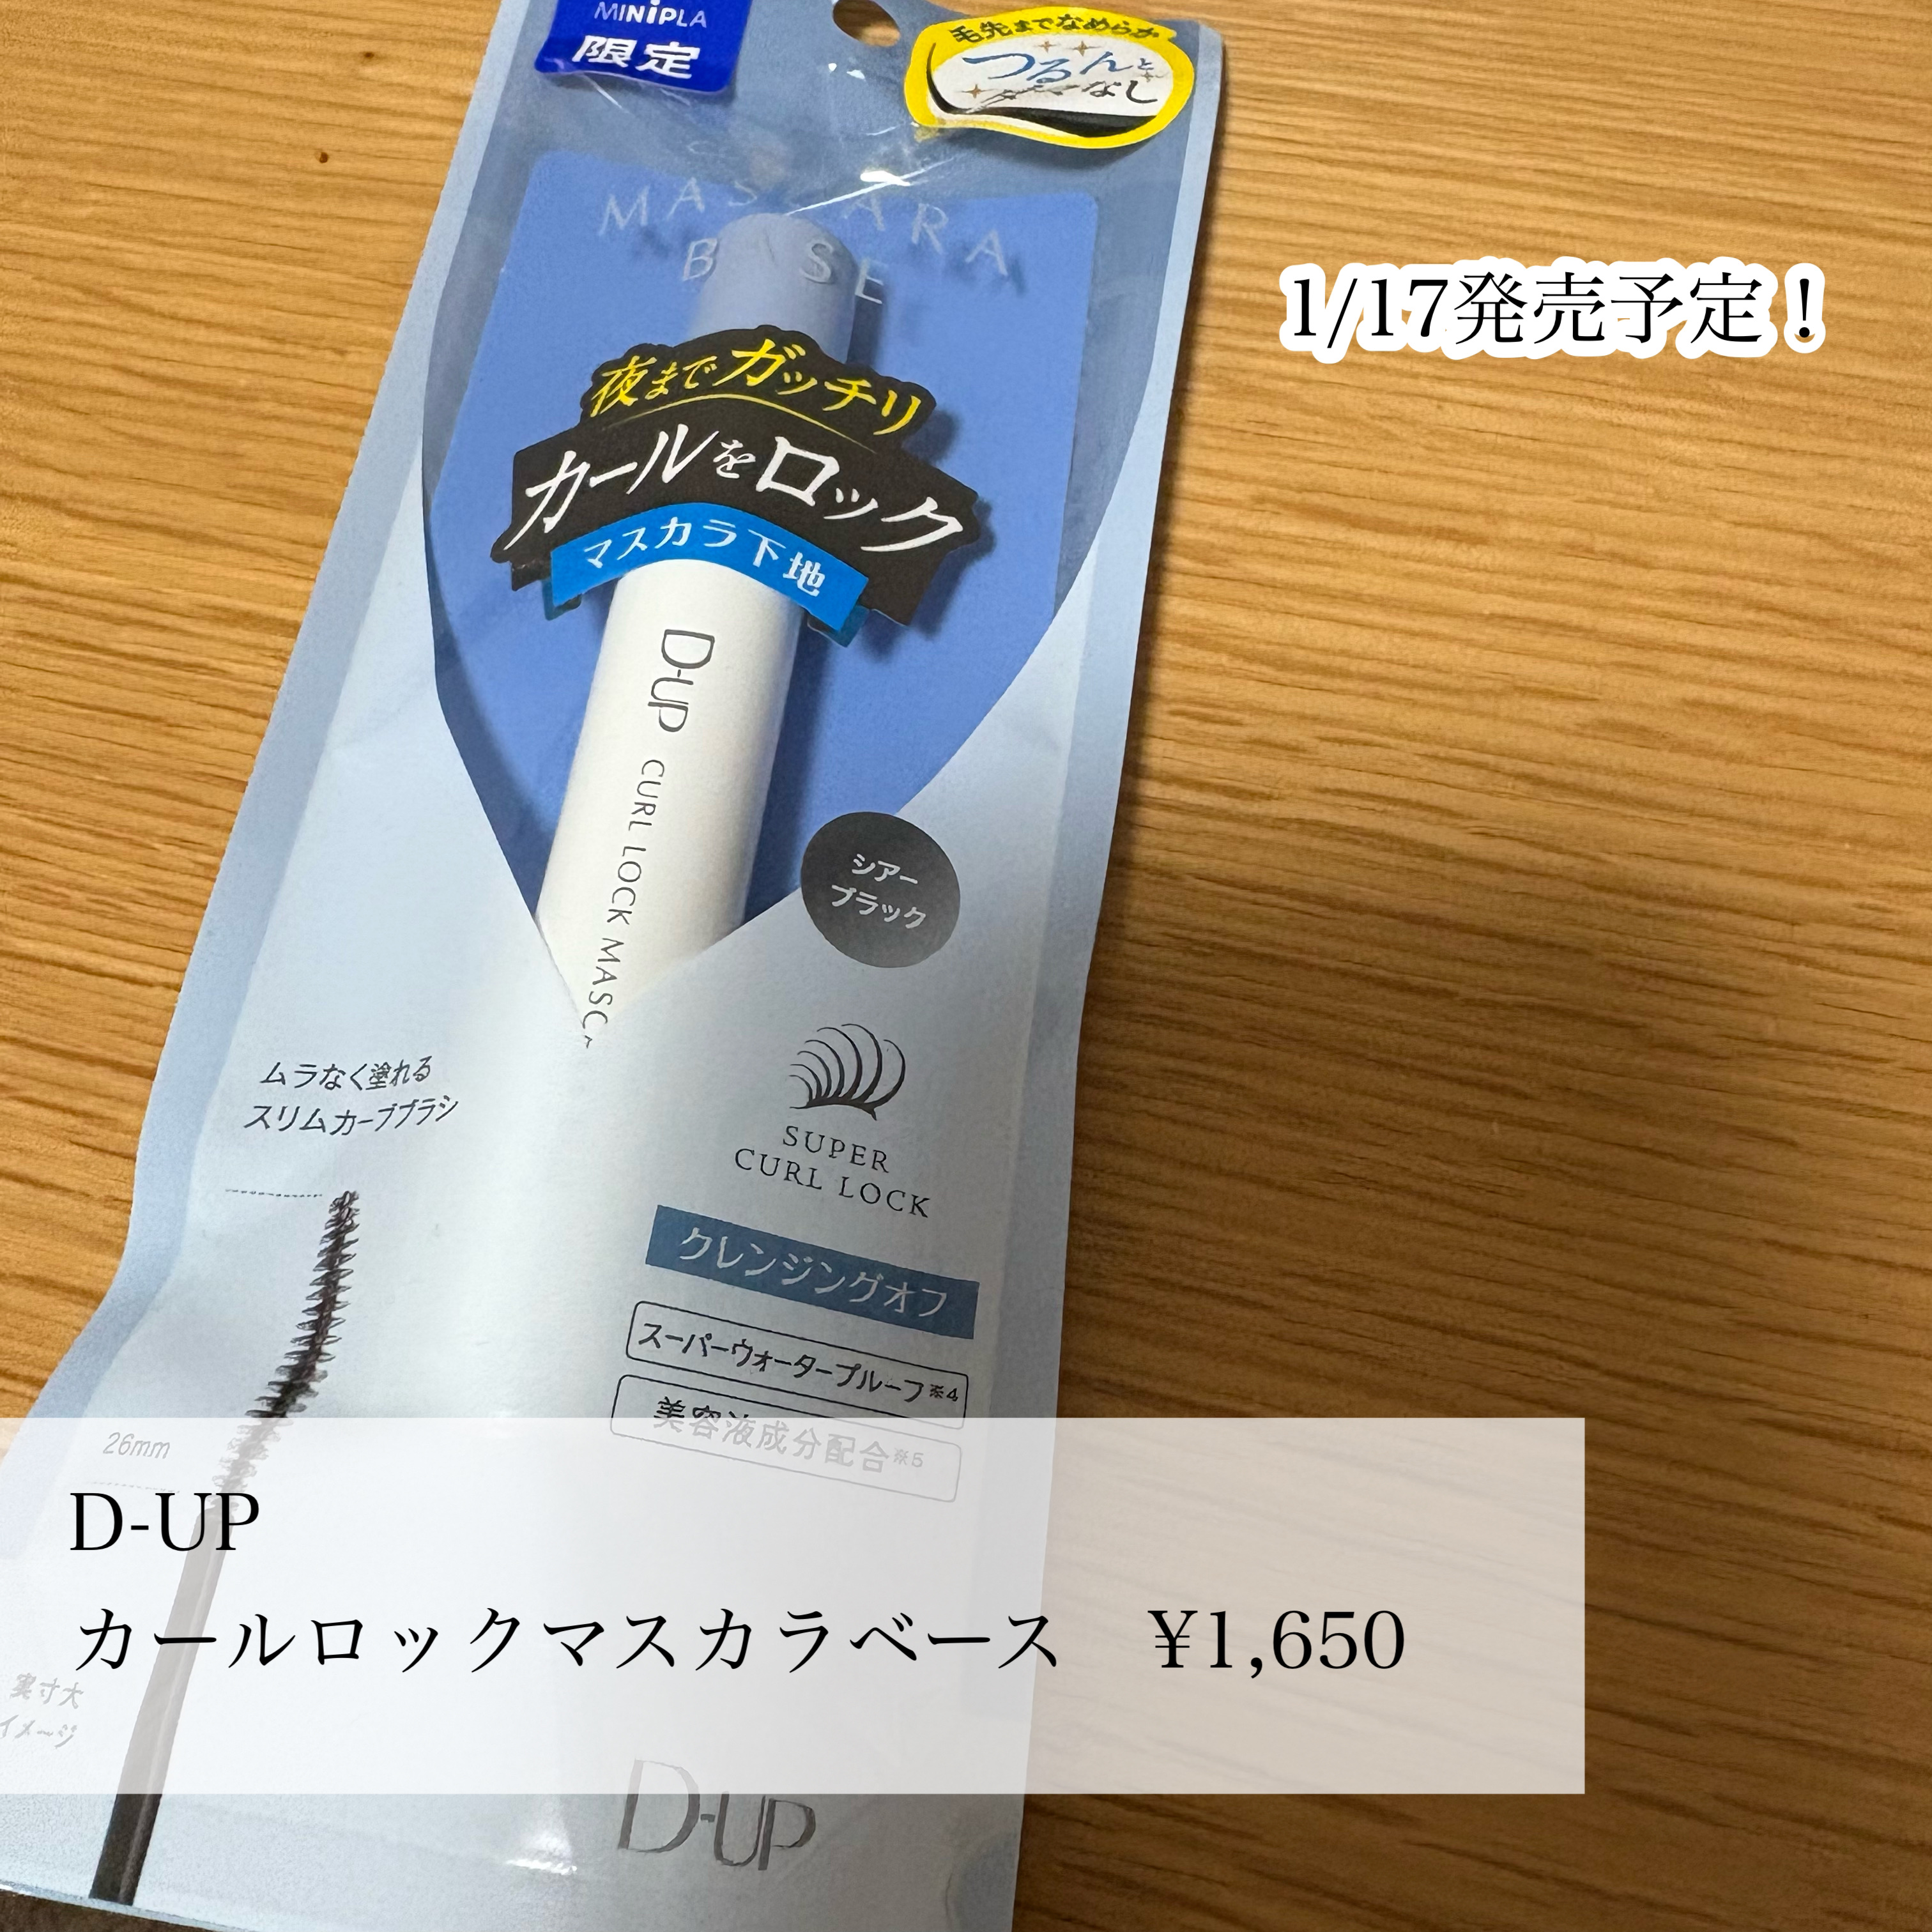 MiNiPLA
限定
毛先までなめらか
つるんと
なし
MASCARA
BASE
1/17発売予定！
夜までガッチリ
カールをロック
マスカラ下地
D-UP CURL LOCK MASC
シアー
ブラック
ムラなく塗れる
スリムカーブブラシ
SUPER
CURL LOCK
クレンジングオフ
スーパーウォータープルーフ※4
美容液成分配合※5
26mm
D-UP
カールロックマスカラベース ¥1,650
実寸大
イメージ
D-UP